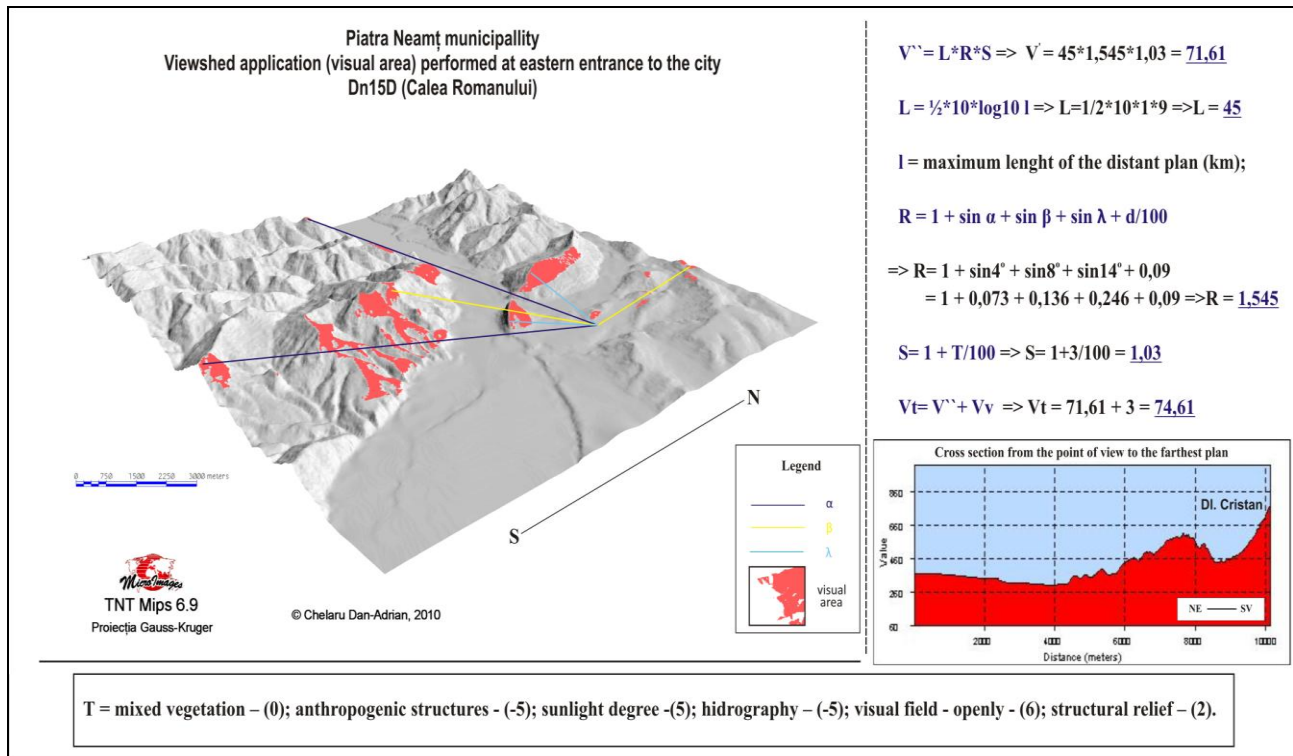 Piatra Neamț municipallity
Viewshed application (visual area) performed at eastern entrance to the city
Dn15D (Calea Romanului)
N
S
0 750 1500 2250 3000 meters
MicroImages
TNT Mips 6.9
Proiecția Gauss-Kruger
© Chelaru Dan-Adrian, 2010
Legend
α
β
λ
visual
area
V``= L*R*S => V᾽= 45*1,545*1,03 = 71,61
L = ½*10*log10 l => L=1/2*10*1*9 =>L = 45
l = maximum lenght of the distant plan (km);
R = 1 + sin α + sin β + sin λ + d/100
=> R= 1 + sin4° + sin8° + sin14° + 0,09
= 1 + 0,073 + 0,136 + 0,246 + 0,09 =>R = 1,545
S= 1 + T/100 => S= 1+3/100 = 1,03
Vt= V``+ Vv => Vt = 71,61 + 3 = 74,61
Cross section from the point of view to the farthest plan
Dl. Cristan
Value
860
660
450
250
60
2000 4000 6000 8000 10000
Distance (meters)
NE SV
T = mixed vegetation – (0); anthropogenic structures - (-5); sunlight degree -(5); hidrography – (-5); visual field - openly - (6); structural relief – (2).